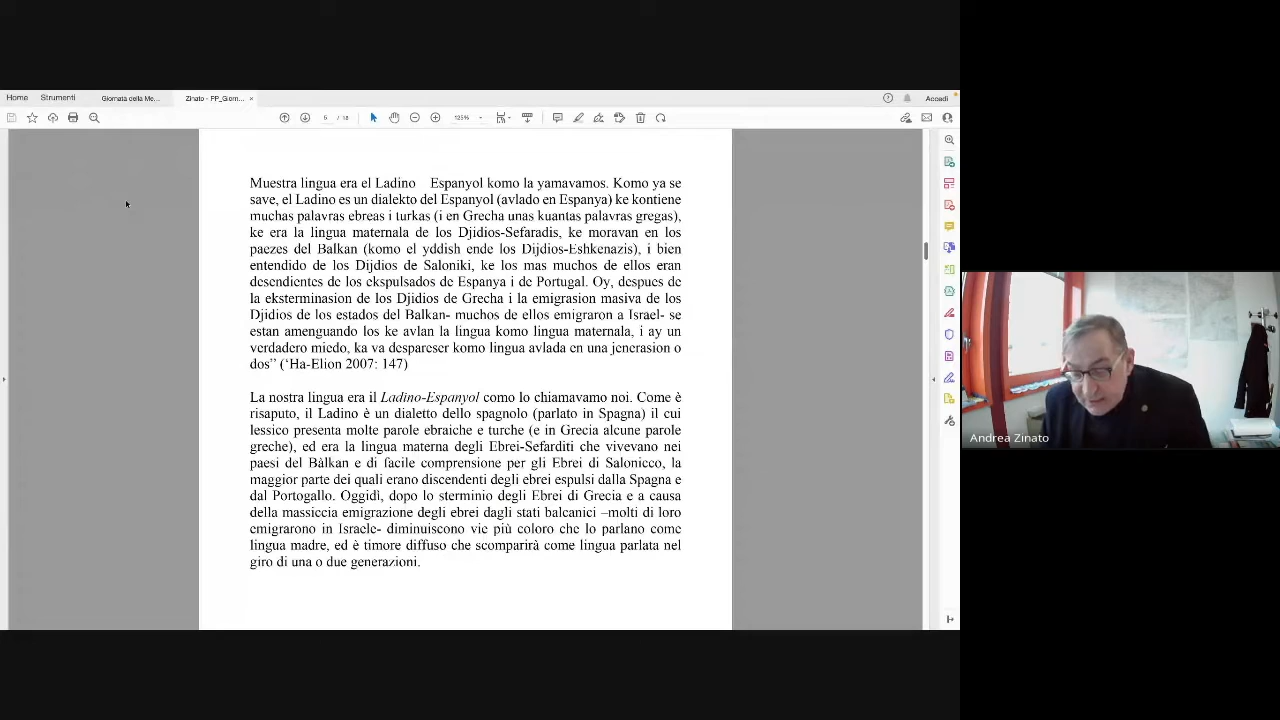 Home Strumenti Giornata della Me... Zinato - PP_Giorn... × Accedi
5 / 18 125%
Muestra lingua era el Ladino Espanyol komo la yamavamos. Komo ya se
save, el Ladino es un dialekto del Espanyol (avlado en Espanya) ke kontiene
muchas palavras ebreas i turkas (i en Grecha unas kuantas palavras gregas),
ke era la lingua maternala de los Djidios-Sefaradis, ke moravan en los
paezes del Balkan (komo el yddish ende los Dijdios-Eshkenazis), i bien
entendido de los Dijdios de Saloniki, ke los mas muchos de ellos eran
desendientes de los ekspulsados de Espanya i de Portugal. Oy, despues de
la eksterminasion de los Djidios de Grecha i la emigrasion masiva de los
Djidios de los estados del Balkan- muchos de ellos emigraron a Israel- se
estan amenguando los ke avlan la lingua komo lingua maternala, i ay un
verdadero miedo, ka va despareser komo lingua avlada en una jenerasion o
dos” (‘Ha-Elion 2007: 147)
La nostra lingua era il Ladino-Espanyol come lo chiamavamo noi. Come è
risaputo, il Ladino è un dialetto dello spagnolo (parlato in Spagna) il cui
lessico presenta molte parole ebraiche e turche (e in Grecia alcune parole
greche), ed era la lingua materna degli Ebrei-Sefarditi che vivevano nei
paesi del Bàlkan e di facile comprensione per gli Ebrei di Salonicco, la
maggior parte dei quali erano discendenti degli ebrei espulsi dalla Spagna e
dal Portogallo. Oggidì, dopo lo sterminio degli Ebrei di Grecia e a causa
della massiccia emigrazione degli ebrei dagli stati balcanici –molti di loro
emigrarono in Israele- diminuiscono vie più coloro che lo parlano come
lingua madre, ed è timore diffuso che scomparirà come lingua parlata nel
giro di una o due generazioni.
Andrea Zinato